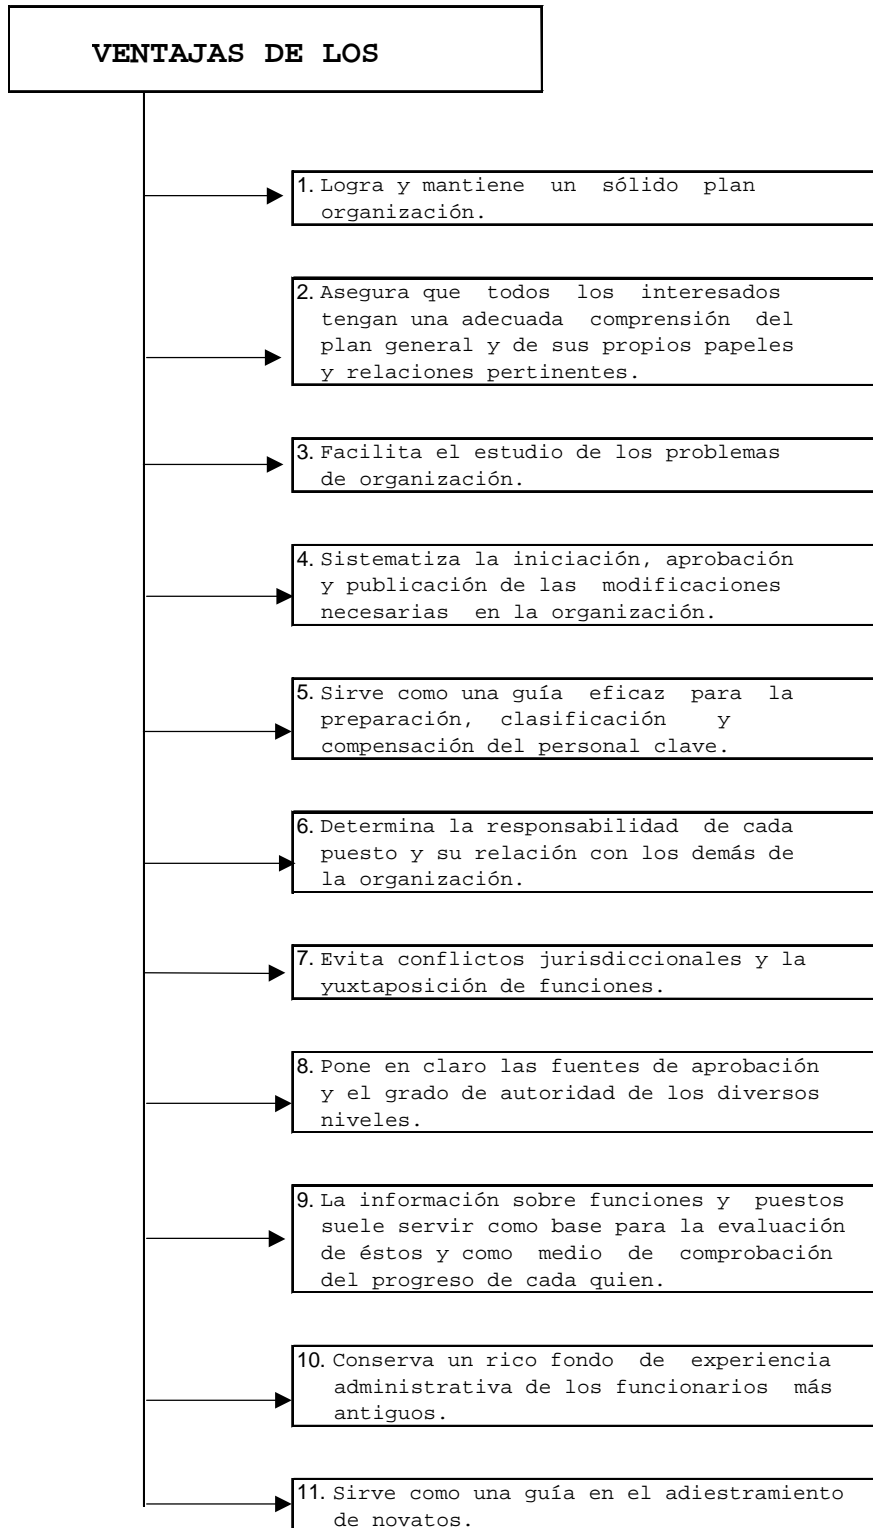 VENTAJAS DE LOS
1. Logra y mantiene un sólido plan
organización.
2. Asegura que todos los interesados
tengan una adecuada comprensión del
plan general y de sus propios papeles
y relaciones pertinentes.
3. Facilita el estudio de los problemas
de organización.
4. Sistematiza la iniciación, aprobación
y publicación de las modificaciones
necesarias en la organización.
5. Sirve como una guía eficaz para la
preparación, clasificación y
compensación del personal clave.
6. Determina la responsabilidad de cada
puesto y su relación con los demás de
la organización.
7. Evita conflictos jurisdiccionales y la
yuxtaposición de funciones.
8. Pone en claro las fuentes de aprobación
y el grado de autoridad de los diversos
niveles.
9. La información sobre funciones y puestos
suele servir como base para la evaluación
de éstos y como medio de comprobación
del progreso de cada quien.
10. Conserva un rico fondo de experiencia
administrativa de los funcionarios más
antiguos.
11. Sirve como una guía en el adiestramiento
de novatos.